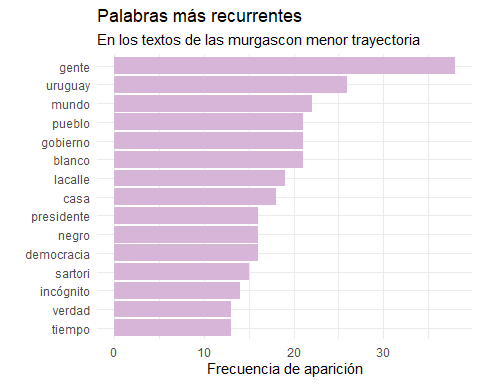 Palabras más recurrentes
En los textos de las murgascon menor trayectoria
gente
uruguay
mundo
pueblo
gobierno
blanco
lacalle
casa
presidente
negro
democracia
sartori
incógnito
verdad
tiempo
0 10 20 30
Frecuencia de aparición